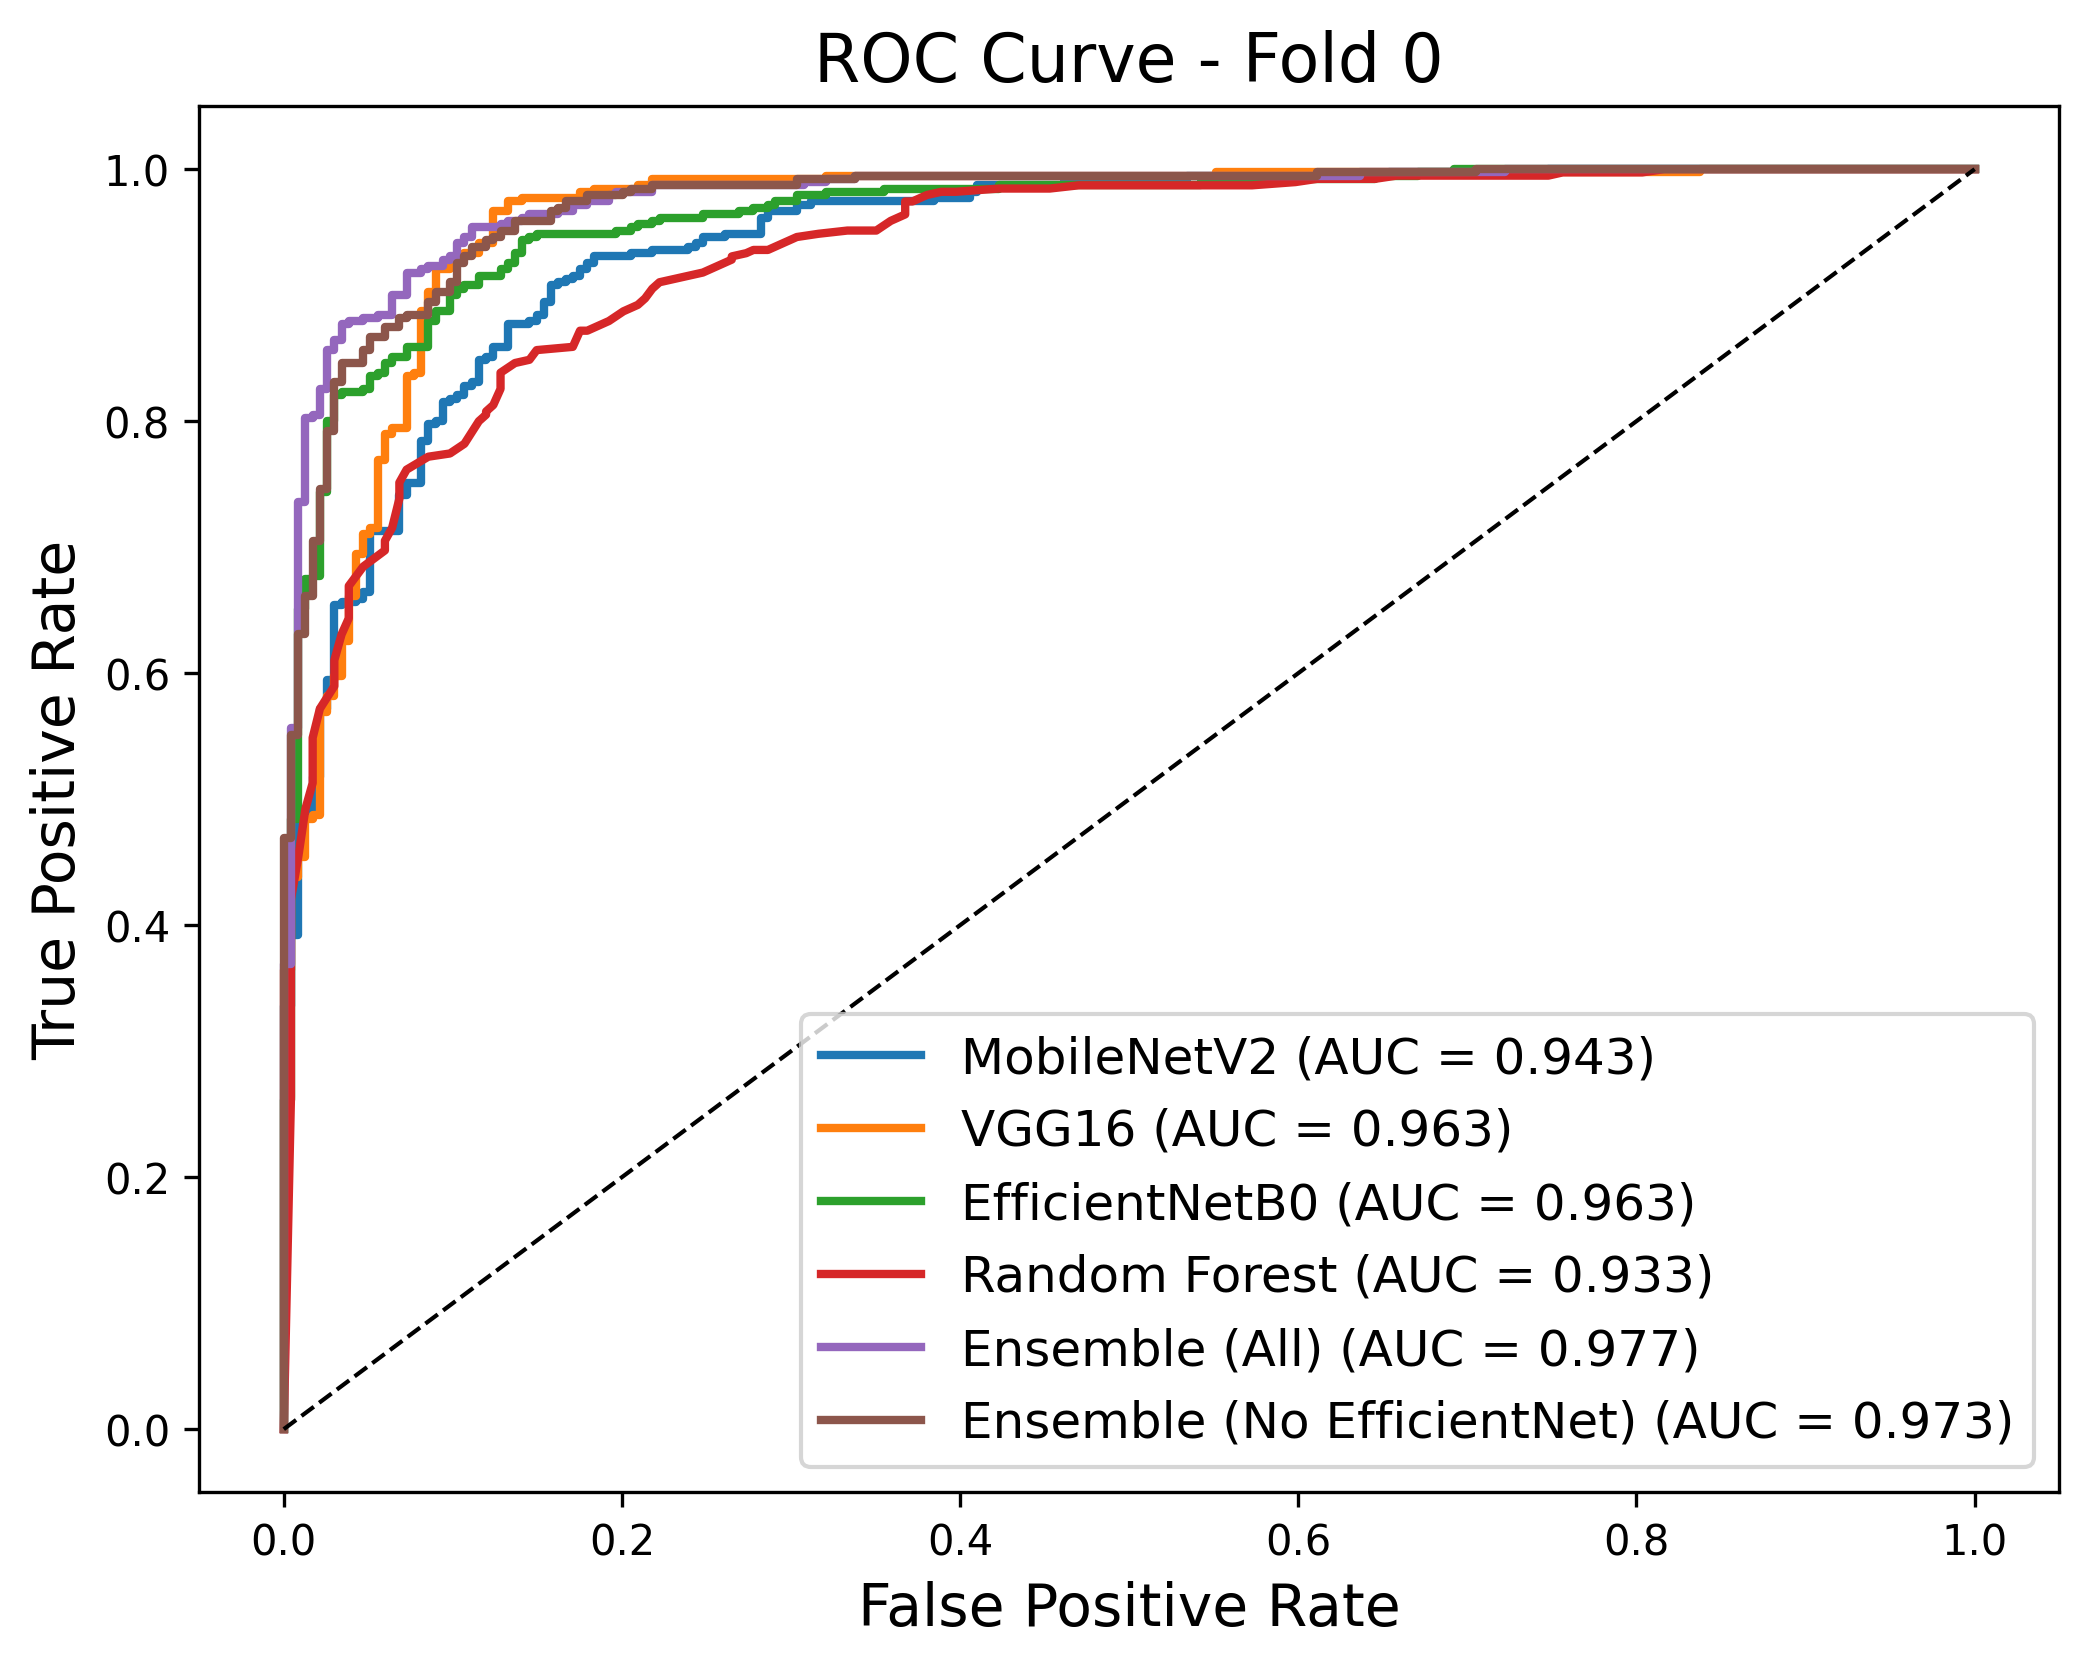 ROC Curve - Fold 0
True Positive Rate
1.0
0.8
0.6
0.4
0.2
0.0
MobileNetV2 (AUC = 0.943)
VGG16 (AUC = 0.963)
EfficientNetB0 (AUC = 0.963)
Random Forest (AUC = 0.933)
Ensemble (All) (AUC = 0.977)
Ensemble (No EfficientNet) (AUC = 0.973)
0.0 0.2 0.4 0.6 0.8 1.0
False Positive Rate